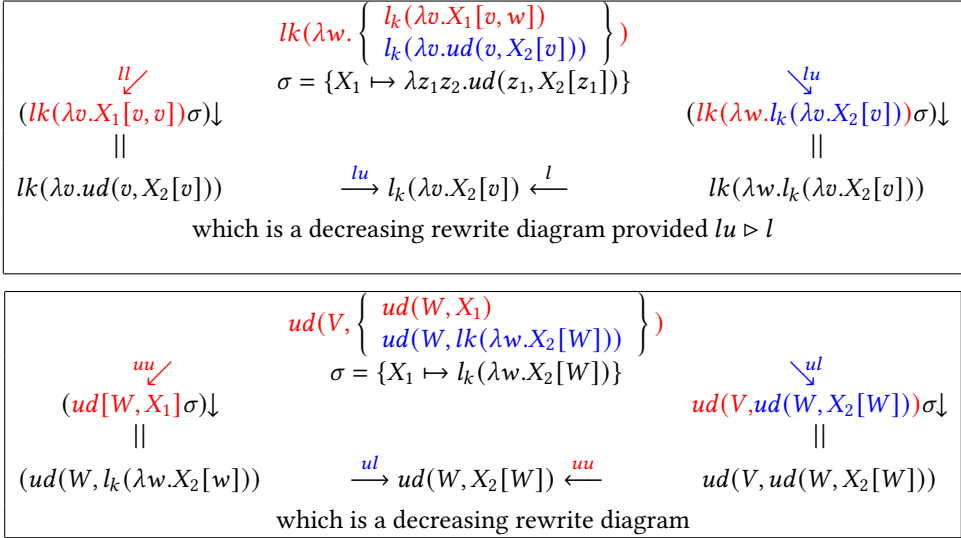 lk(λw. { l_k(λv.X_1[v, w])
l_k(λv.ud(v, X_2[v])) } )
ll↙ σ = {X_1 ↦ λz_1z_2.ud(z_1, X_2[z_1])} ↘lu
(lk(λv.X_1[v, v])σ)↓ (lk(λw.l_k(λv.X_2[v]))σ)↓
|| ||
lk(λv.ud(v, X_2[v])) —lu→ l_k(λv.X_2[v]) ←l— lk(λw.l_k(λv.X_2[v]))
which is a decreasing rewrite diagram provided lu ▷ l
ud(V, { ud(W, X_1)
ud(W, lk(λw.X_2[W])) } )
uu↙ σ = {X_1 ↦ l_k(λw.X_2[W])} ↘ul
(ud[W, X_1]σ)↓ ud(V,ud(W, X_2[W]))σ↓
|| ||
(ud(W, l_k(λw.X_2[w])) —ul→ ud(W, X_2[W]) ←uu— ud(V, ud(W, X_2[W]))
which is a decreasing rewrite diagram